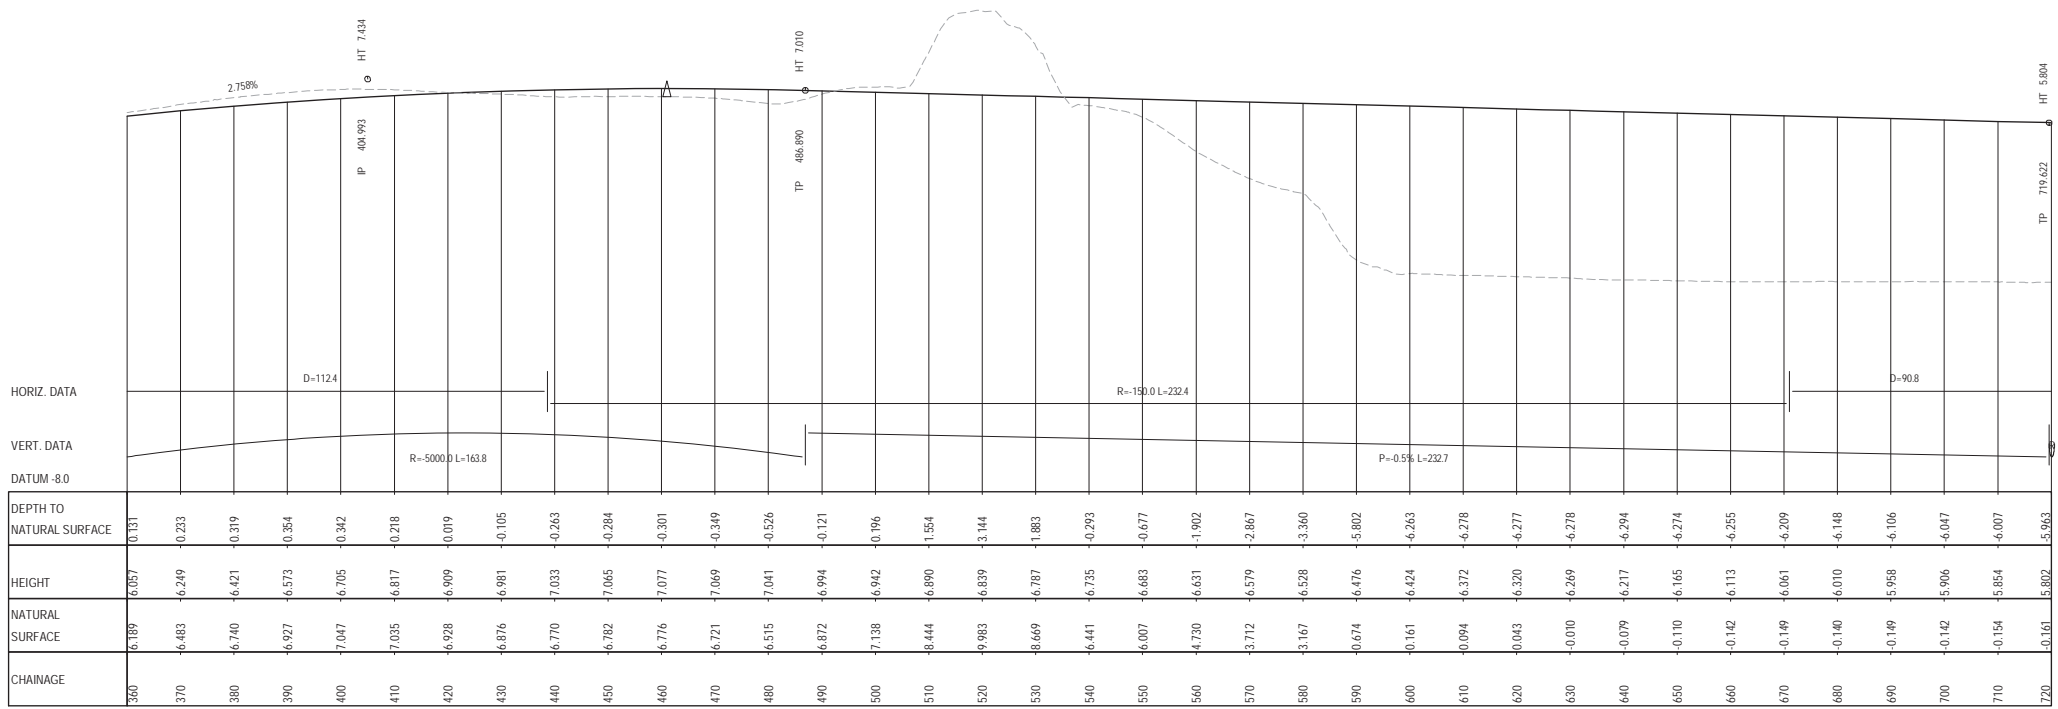 HT 7.434
HT 7.010
HT 5.804
2.758%
IP 404.993
TP 486.890
TP 719.622
HORIZ. DATA
D=112.4
R=-150.0 L=232.4
D=90.8
VERT. DATA
R=-5000.0 L=163.8
P=-0.5% L=232.7
DATUM -8.0
DEPTH TO
NATURAL SURFACE
0.131 0.233 0.319 0.354 0.342 0.218 0.019 -0.105 -0.263 -0.284 -0.301 -0.349 -0.526 -0.121 0.196 1.554 3.144 1.883 -0.293 -0.677 -1.902 -2.867 -3.360 -5.802 -6.263 -6.278 -6.277 -6.278 -6.294 -6.274 -6.255 -6.209 -6.148 -6.106 -6.047 -6.007 -5.963
HEIGHT
6.057 6.249 6.421 6.573 6.705 6.817 6.909 6.981 7.033 7.065 7.077 7.069 7.041 6.994 6.942 6.890 6.839 6.787 6.735 6.683 6.631 6.579 6.528 6.476 6.424 6.372 6.320 6.269 6.217 6.165 6.113 6.061 6.010 5.958 5.906 5.854 5.802
NATURAL
SURFACE
6.189 6.483 6.740 6.927 7.047 7.035 6.928 6.876 6.770 6.782 6.776 6.721 6.515 6.872 7.138 8.444 9.983 8.669 6.441 6.007 4.730 3.712 3.167 0.674 0.161 0.094 0.043 -0.010 -0.079 -0.110 -0.142 -0.149 -0.140 -0.149 -0.142 -0.154 -0.161
CHAINAGE
360 370 380 390 400 410 420 430 440 450 460 470 480 490 500 510 520 530 540 550 560 570 580 590 600 610 620 630 640 650 660 670 680 690 700 710 720